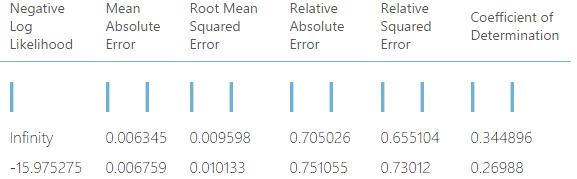 Negative Log Likelihood
Mean Absolute Error
Root Mean Squared Error
Relative Absolute Error
Relative Squared Error
Coefficient of Determination
Infinity 0.006345 0.009598 0.705026 0.655104 0.344896
-15.975275 0.006759 0.010133 0.751055 0.73012 0.26988